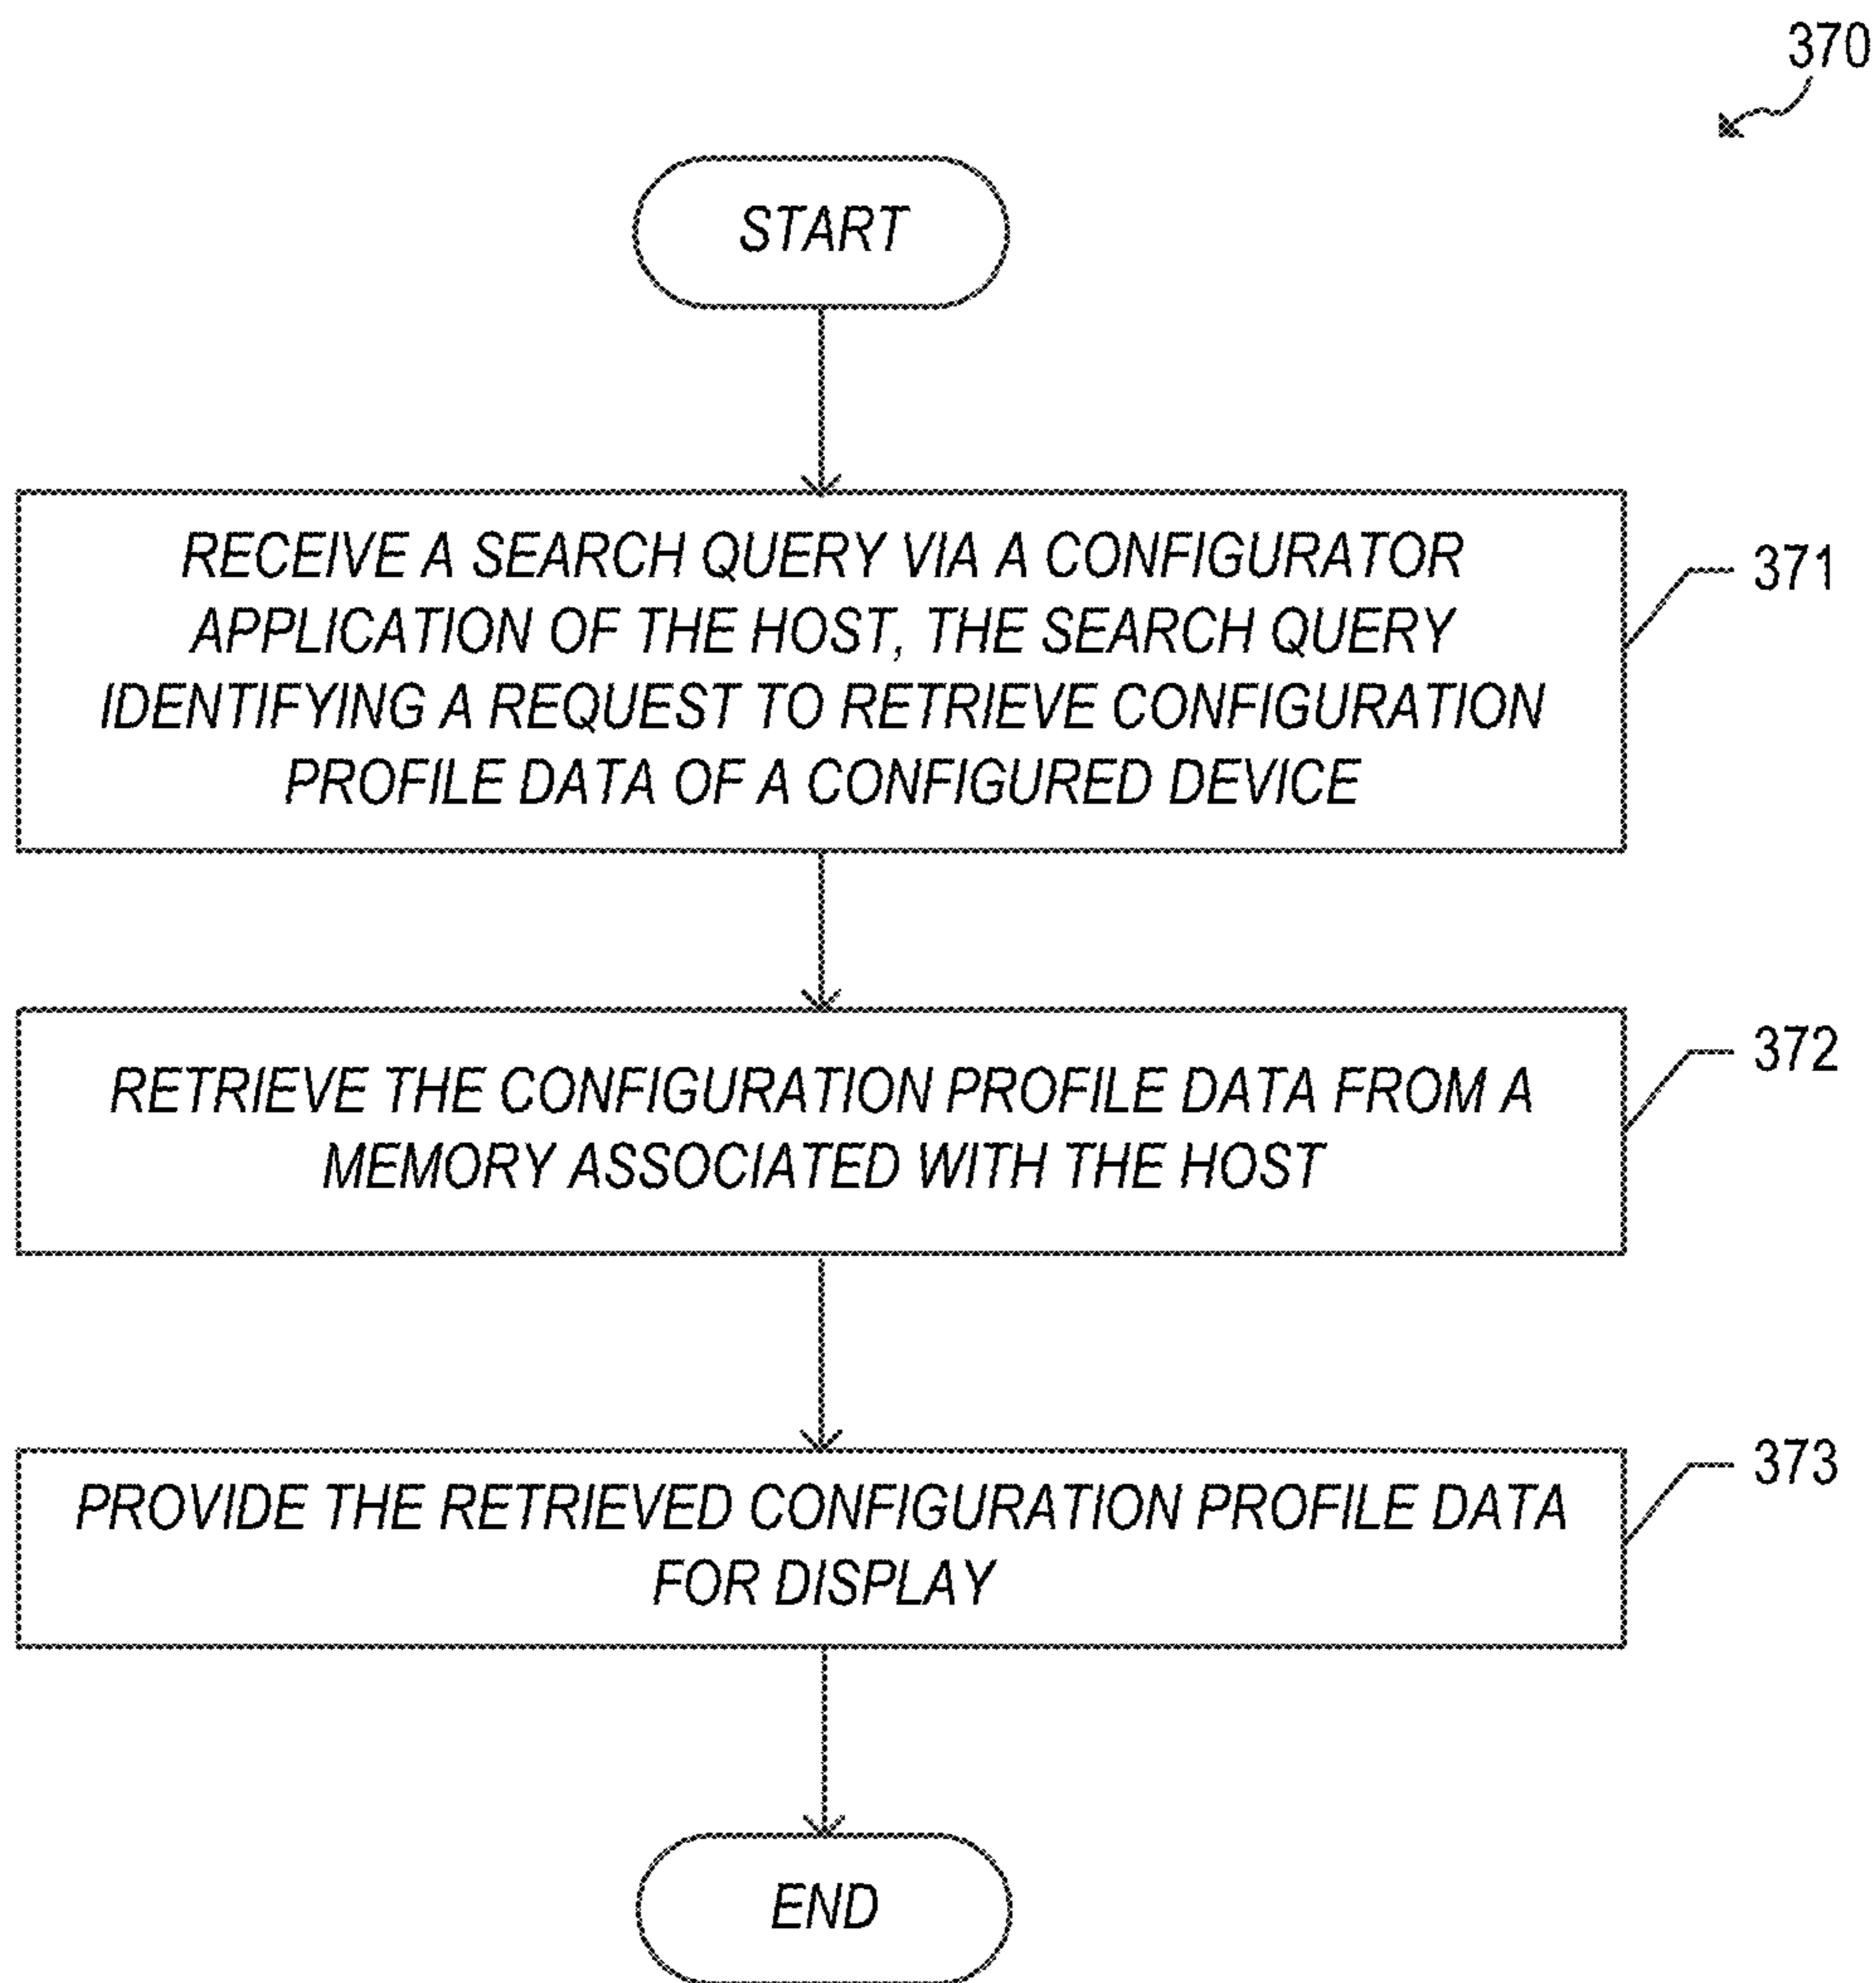 370
START
RECEIVE A SEARCH QUERY VIA A CONFIGURATOR
APPLICATION OF THE HOST, THE SEARCH QUERY
IDENTIFYING A REQUEST TO RETRIEVE CONFIGURATION
PROFILE DATA OF A CONFIGURED DEVICE
371
RETRIEVE THE CONFIGURATION PROFILE DATA FROM A
MEMORY ASSOCIATED WITH THE HOST
372
PROVIDE THE RETRIEVED CONFIGURATION PROFILE DATA
FOR DISPLAY
373
END